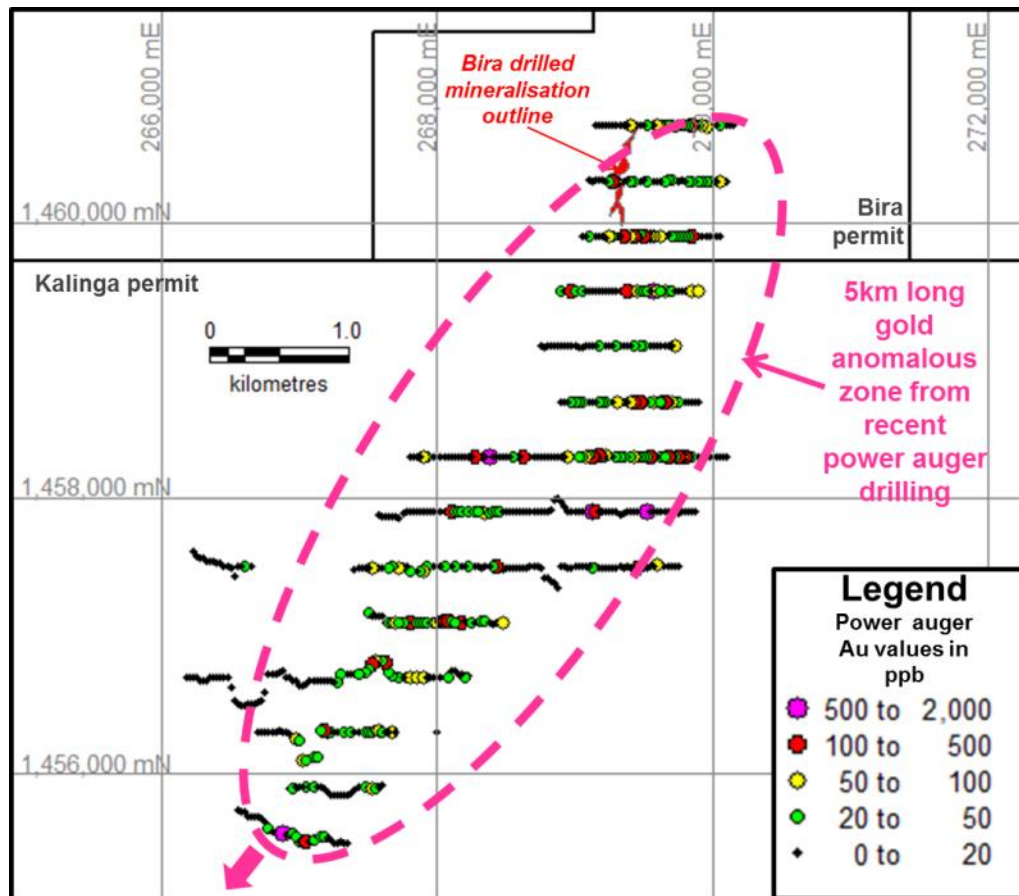 266,000 mE
268,000 mE
270,000 mE
272,000 mE
Bira drilled
mineralisation
outline
1,460,000 mN
Bira
permit
Kalinga permit
0 1.0
kilometres
5km long
gold
anomalous
zone from
recent
power auger
drilling
1,458,000 mN
1,456,000 mN
Legend
Power auger
Au values in
ppb
500 to 2,000
100 to 500
50 to 100
20 to 50
0 to 20